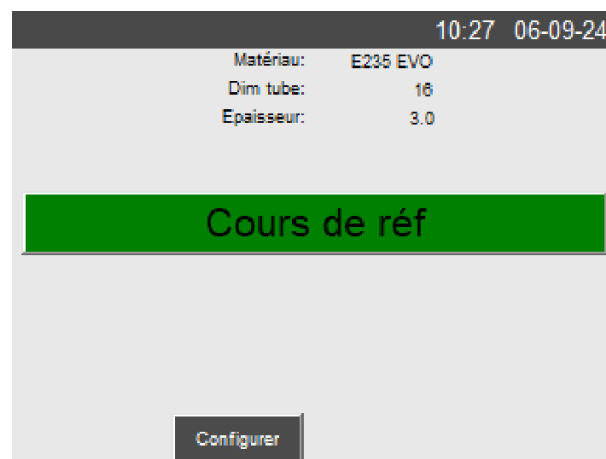 10:27 06-09-24
Matériau: E235 EVO
Dim tube: 16
Epaisseur: 3.0
Cours de réf
Configurer